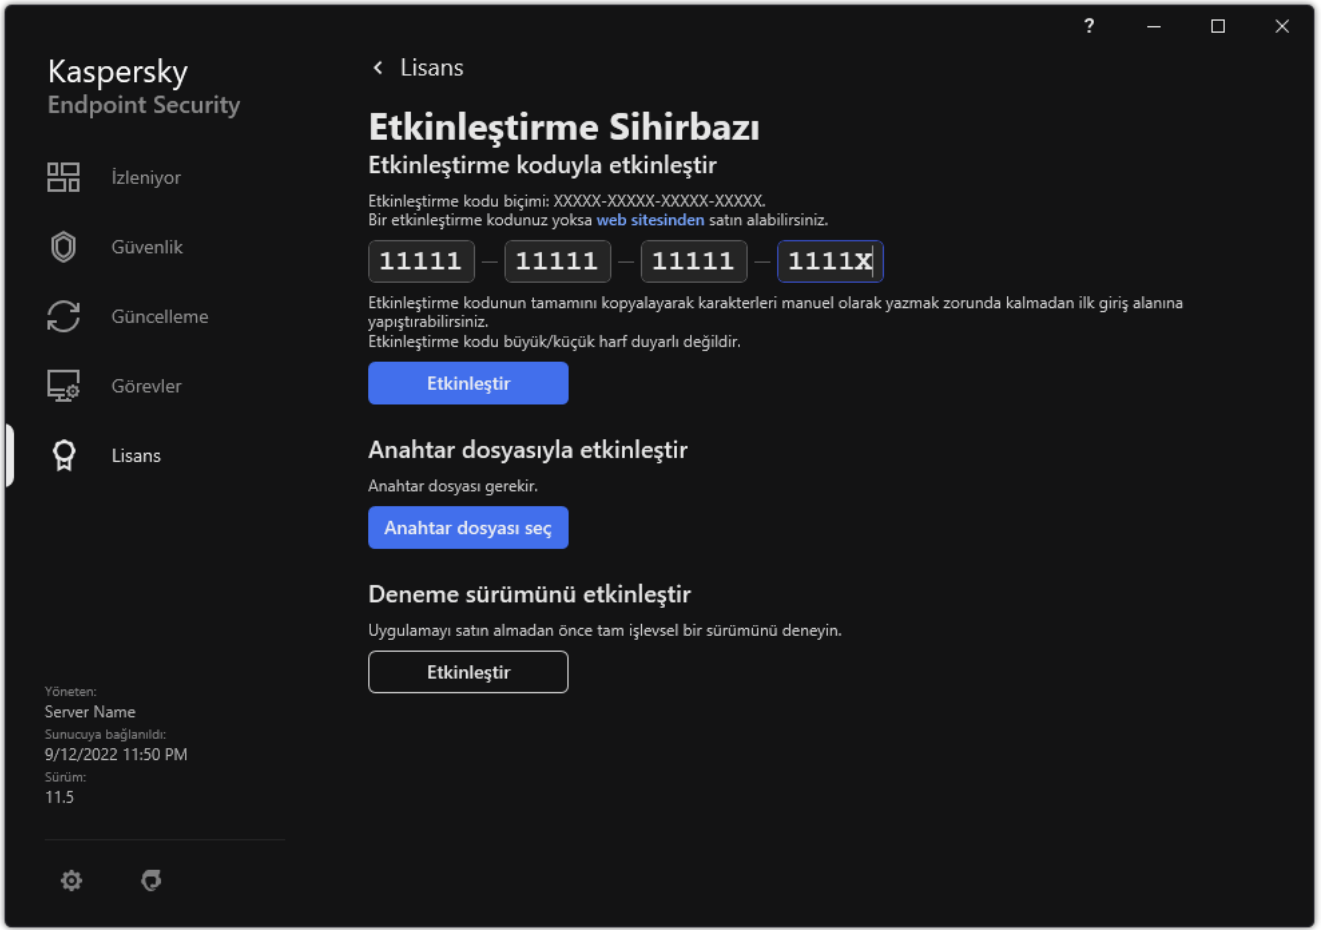 ?
Kaspersky
Endpoint Security
İzleniyor
Güvenlik
Güncelleme
Görevler
Lisans
Yöneten:
Server Name
Sunucuya bağlanıldı:
9/12/2022 11:50 PM
Sürüm:
11.5
Lisans
Etkinleştirme Sihirbazı
Etkinleştirme koduyla etkinleştir
Etkinleştirme kodu biçimi: XXXXX-XXXXX-XXXXX-XXXXX.
Bir etkinleştirme kodunuz yoksa web sitesinden satın alabilirsiniz.
11111 — 11111 — 11111 — 1111X
Etkinleştirme kodunun tamamını kopyalayarak karakterleri manuel olarak yazmak zorunda kalmadan ilk giriş alanına
yapıştırabilirsiniz.
Etkinleştirme kodu büyük/küçük harf duyarlı değildir.
Etkinleştir
Anahtar dosyasıyla etkinleştir
Anahtar dosyası gerekir.
Anahtar dosyası seç
Deneme sürümünü etkinleştir
Uygulamayı satın almadan önce tam işlevsel bir sürümünü deneyin.
Etkinleştir